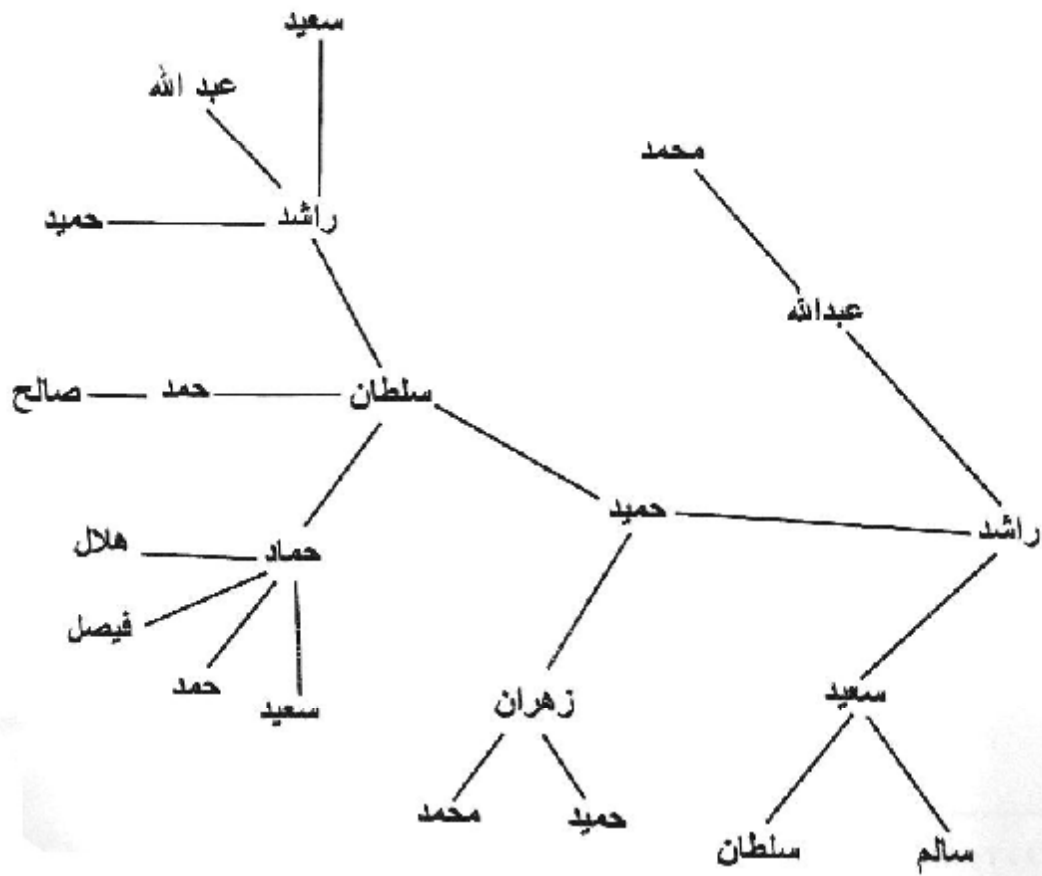 سعيد
عبد الله
محمد
راشد
حميد
عبدالله
سلطان
حمد
صالح
حميد
راشد
حماد
هلال
فيصل
حمد
سعيد
زهران
سعيد
حميد
محمد
سالم
سلطان